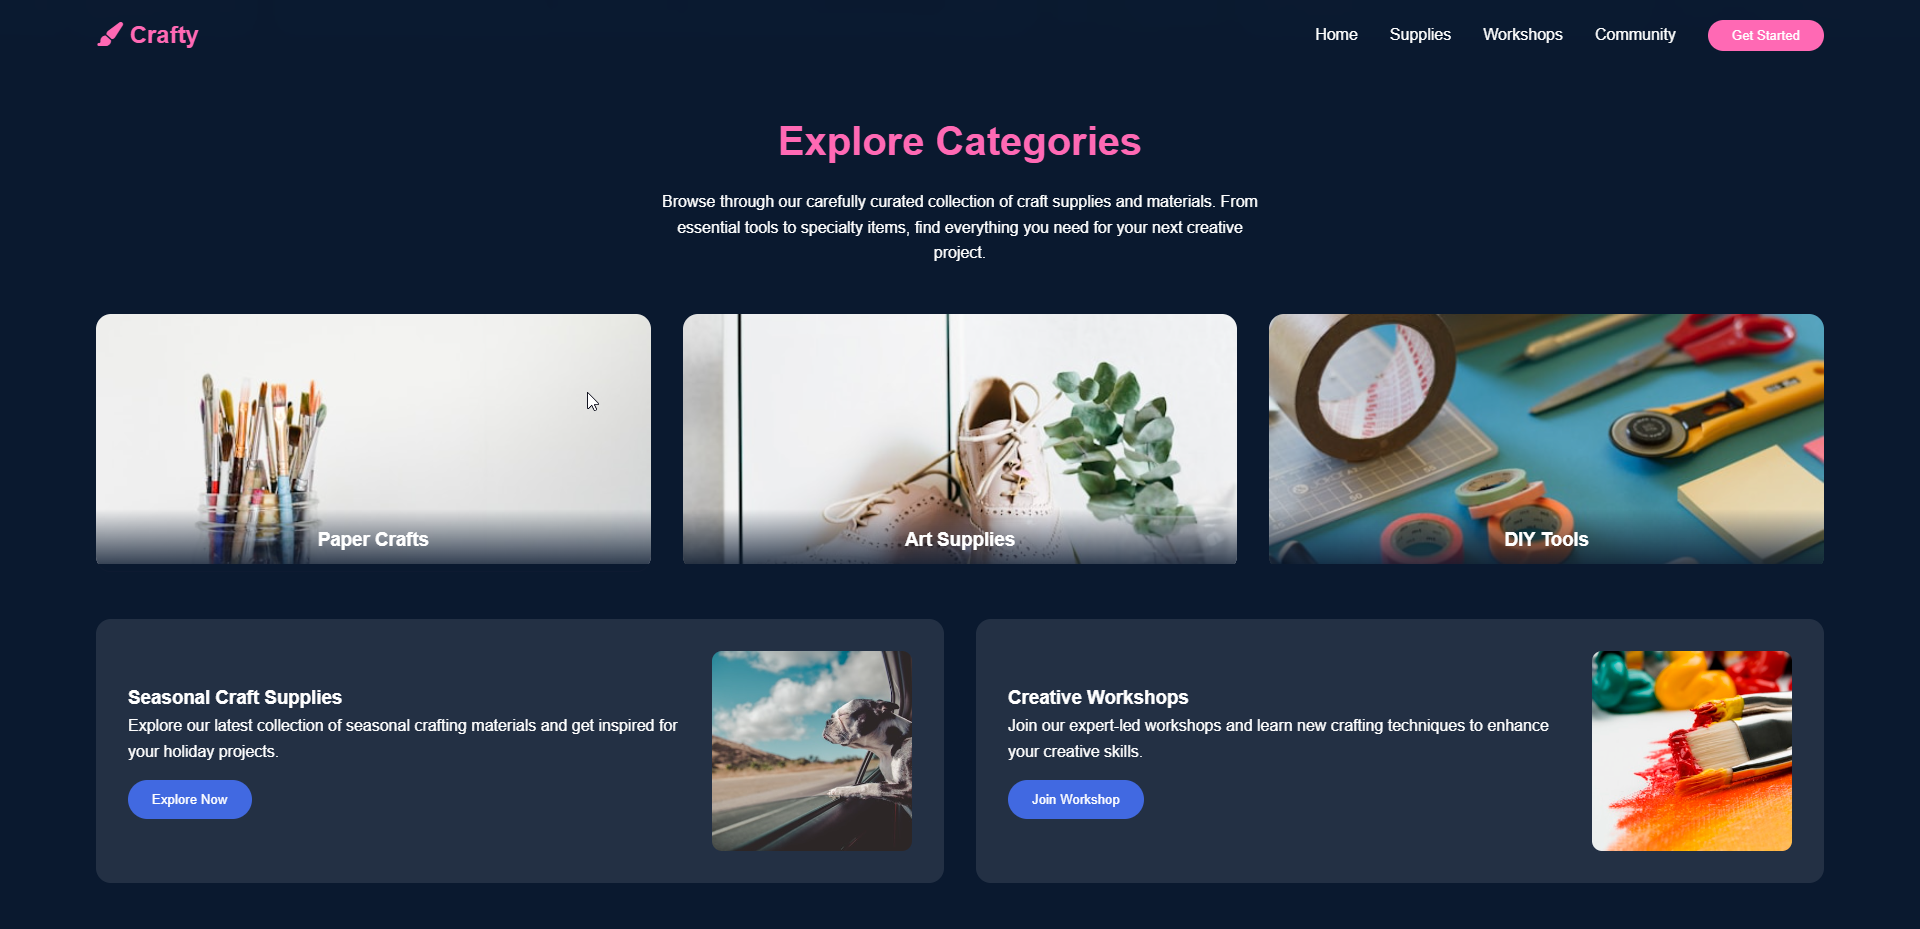 Crafty
Home
Supplies
Workshops
Community
Get Started
Explore Categories
Browse through our carefully curated collection of craft supplies and materials. From
essential tools to specialty items, find everything you need for your next creative
project.
Paper Crafts
Art Supplies
DIY Tools
Seasonal Craft Supplies
Explore our latest collection of seasonal crafting materials and get inspired for
your holiday projects.
Explore Now
Creative Workshops
Join our expert-led workshops and learn new crafting techniques to enhance
your creative skills.
Join Workshop